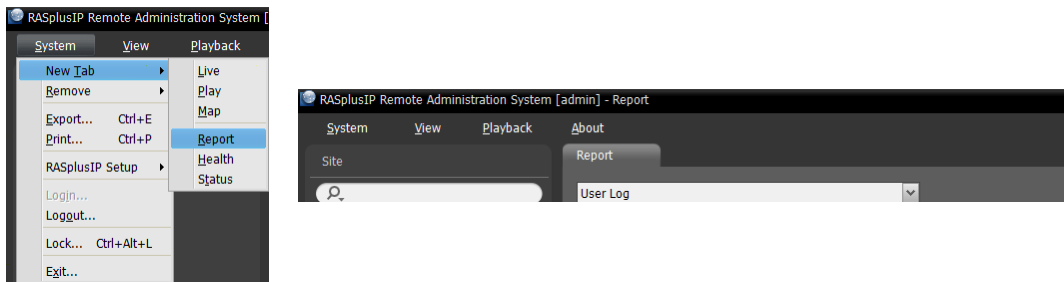 RASplusIP Remote Administration System [
System View Playback
New Tab
Remove
Export... Ctrl+E
Print... Ctrl+P
RASplusIP Setup
Login...
Logout...
Lock... Ctrl+Alt+L
Exit...
Live
Play
Map
Report
Health
Status
RASplusIP Remote Administration System [admin] - Report
System View Playback About
Site
Report
User Log